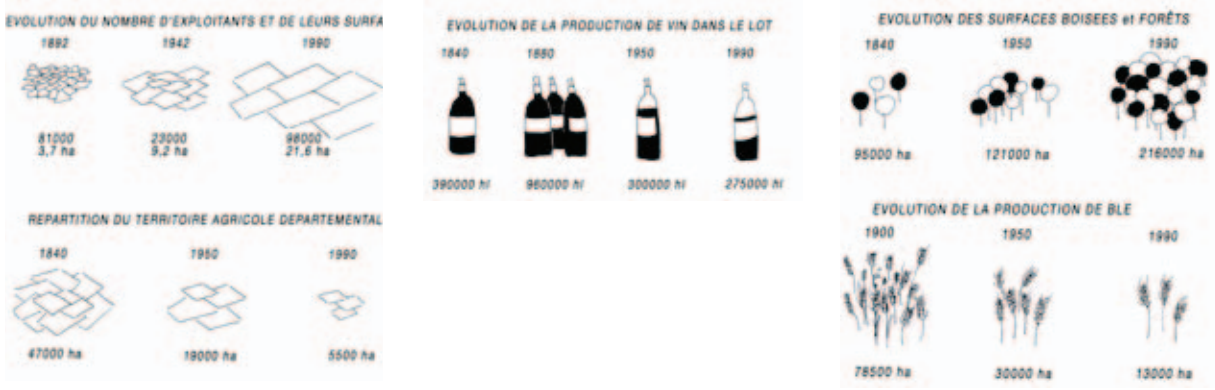 EVOLUTION DU NOMBRE D'EXPLOITANTS ET DE LEURS SURFA
1892 1942 1990
81000 23000 98000
3,7 ha 9,2 ha 21,6 ha
REPARTITION DU TERRITOIRE AGRICOLE DEPARTEMENTAL
1840 1950 1990
47000 ha 19000 ha 5500 ha
EVOLUTION DE LA PRODUCTION DE VIN DANS LE LOT
1840 1880 1950 1990
390000 hl 960000 hl 300000 hl 275000 hl
EVOLUTION DES SURFACES BOISEES et FORÊTS
1840 1950 1990
95000 ha 121000 ha 216000 ha
EVOLUTION DE LA PRODUCTION DE BLE
1900 1950 1990
78500 ha 30000 ha 13000 ha